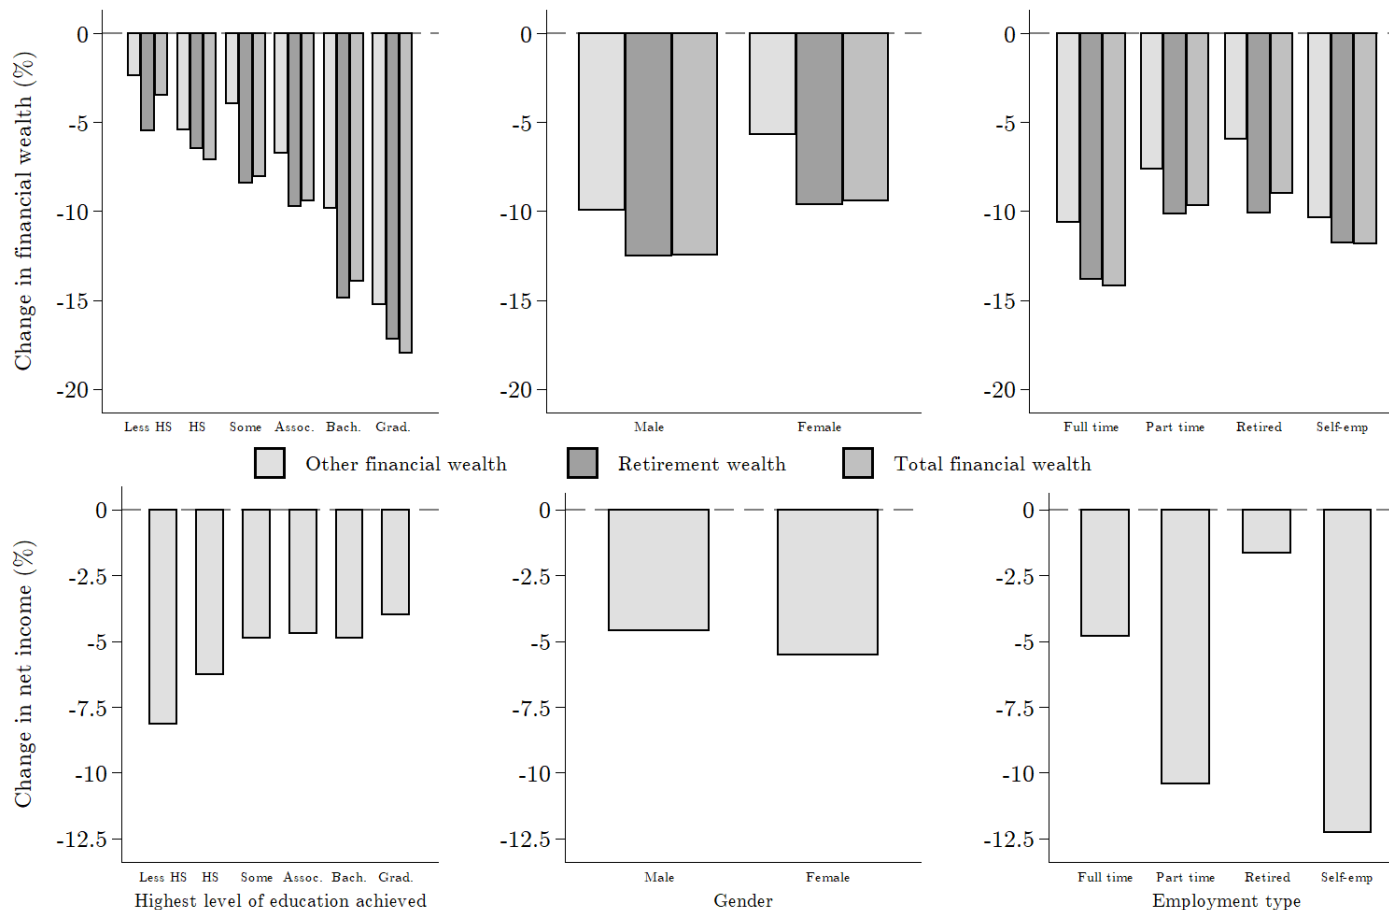 Change in financial wealth (%)
0
-5
-10
-15
-20
Less HS HS Some Assoc. Bach. Grad.
0
-5
-10
-15
-20
Male Female
0
-5
-10
-15
-20
Full time Part time Retired Self-emp
Other financial wealth Retirement wealth Total financial wealth
Change in net income (%)
0
-2.5
-5
-7.5
-10
-12.5
Less HS HS Some Assoc. Bach. Grad.
Highest level of education achieved
0
-2.5
-5
-7.5
-10
-12.5
Male Female
Gender
0
-2.5
-5
-7.5
-10
-12.5
Full time Part time Retired Self-emp
Employment type